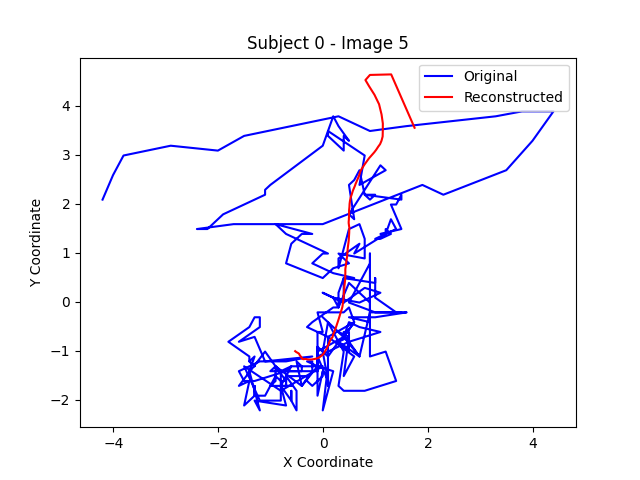 Subject 0 - Image 5
Original
Reconstructed
4
3
2
1
0
−1
−2
Y Coordinate
−4
−2
0
2
4
X Coordinate